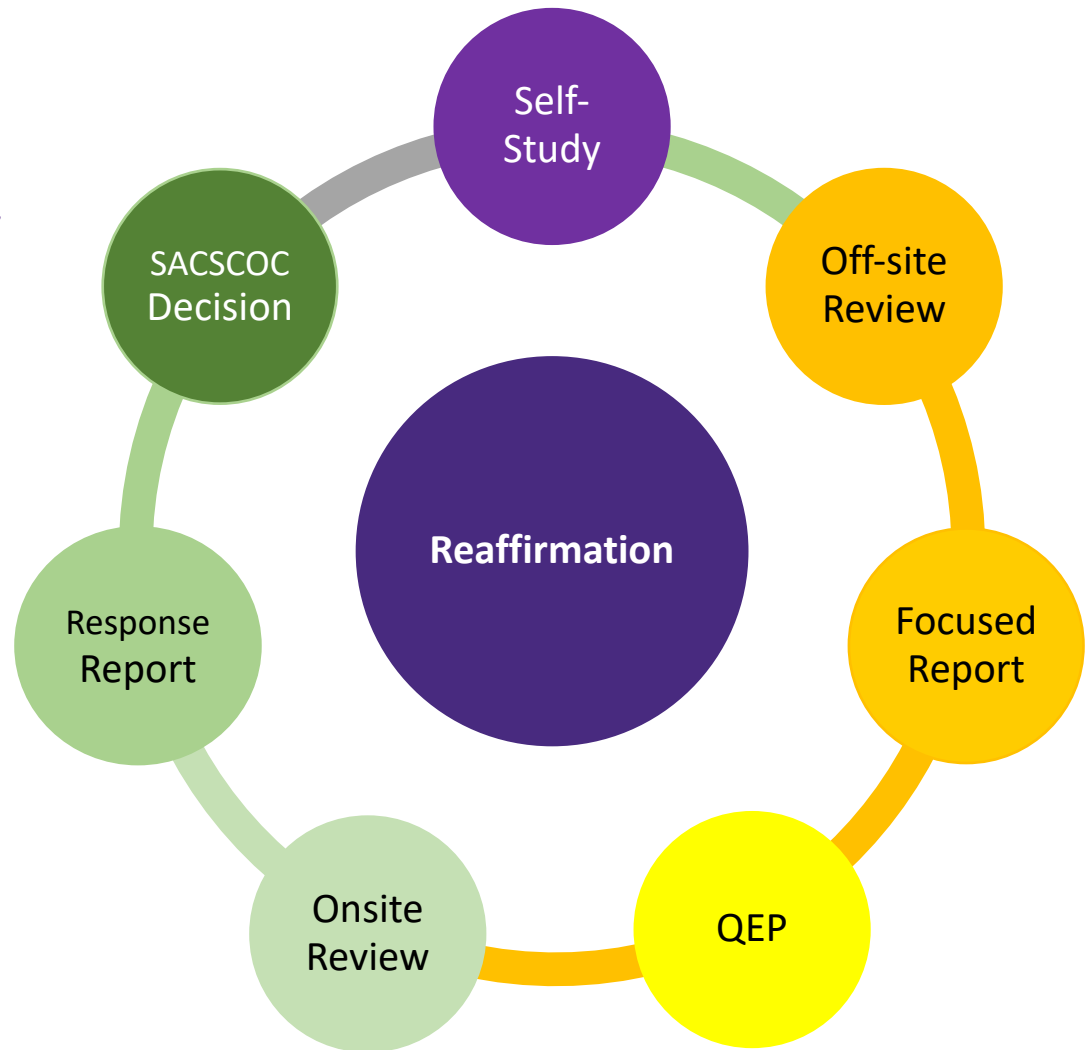 Self-
Study
Off-site
Review
Focused
Report
QEP
Onsite
Review
Response
Report
SACSCOC
Decision
Reaffirmation